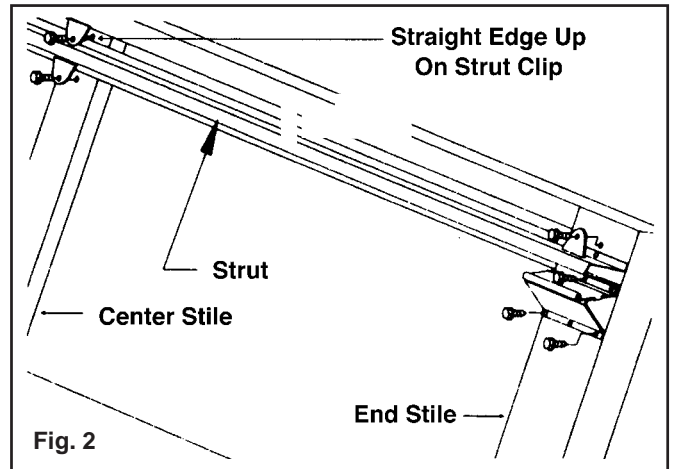 Straight Edge Up
On Strut Clip
Strut
Center Stile
End Stile
Fig. 2